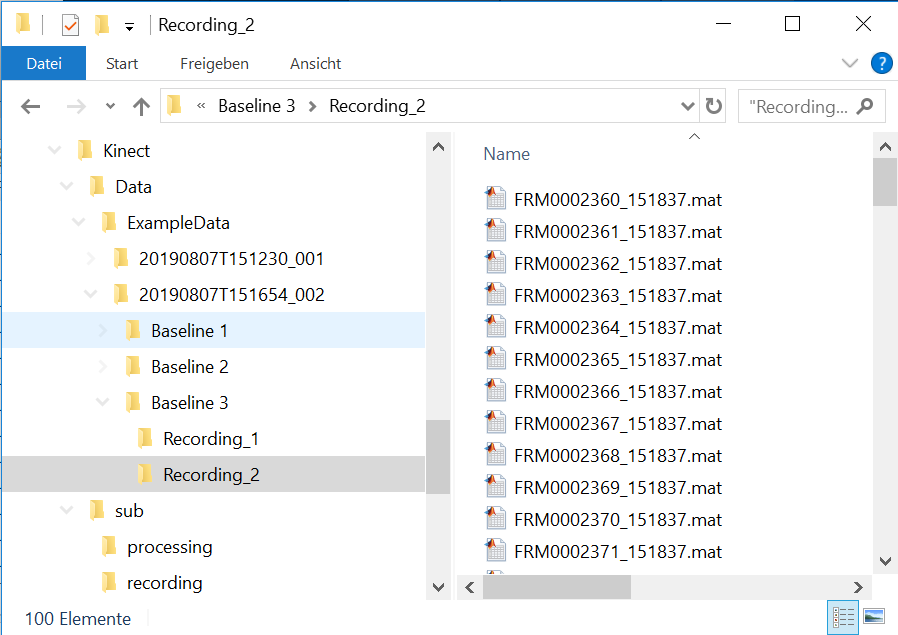 Recording_2
Datei Start Freigeben Ansicht ?
« Baseline 3 > Recording_2 "Recording...
Kinect
Data
ExampleData
20190807T151230_001
20190807T151654_002
Baseline 1
Baseline 2
Baseline 3
Recording_1
Recording_2
sub
processing
recording
Name
FRM0002360_151837.mat
FRM0002361_151837.mat
FRM0002362_151837.mat
FRM0002363_151837.mat
FRM0002364_151837.mat
FRM0002365_151837.mat
FRM0002366_151837.mat
FRM0002367_151837.mat
FRM0002368_151837.mat
FRM0002369_151837.mat
FRM0002370_151837.mat
FRM0002371_151837.mat
100 Elemente